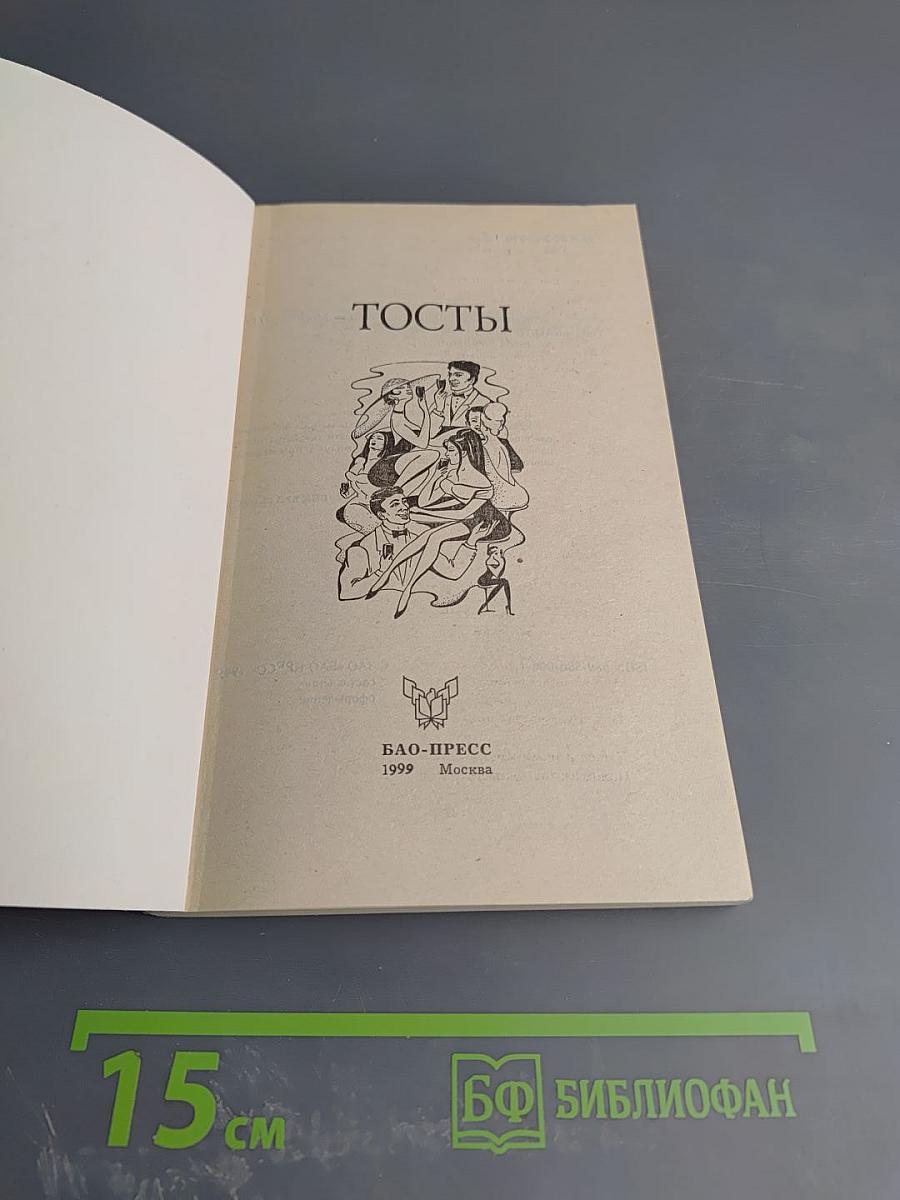 ТОСТЫ
БАО-ПРЕСС
1999 Москва
15 см
БФ БИБЛИОФАН